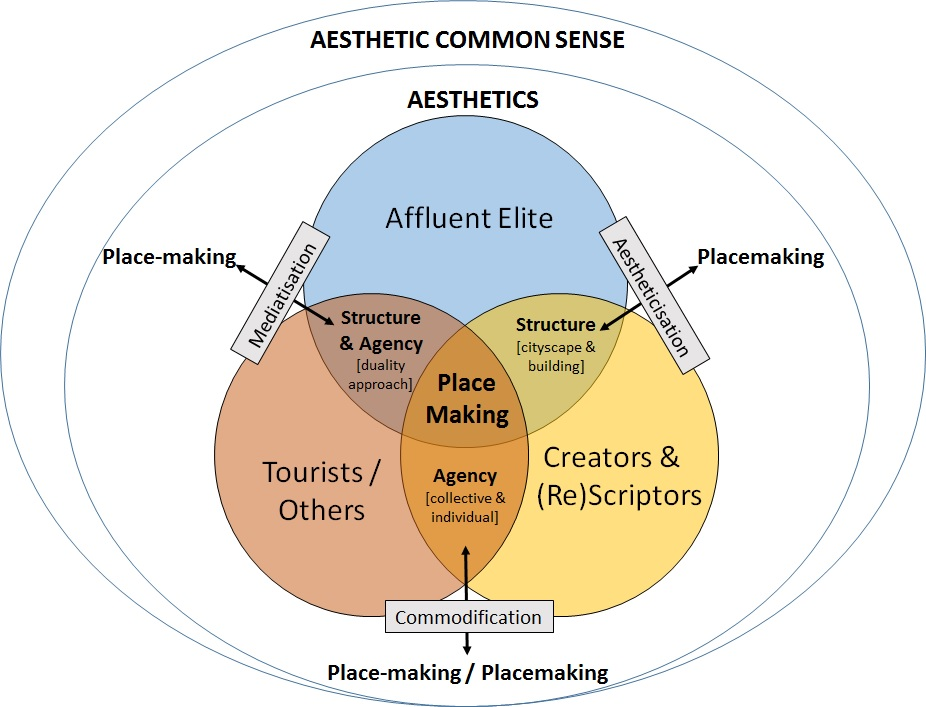 AESTHETIC COMMON SENSE
AESTHETICS
Affluent Elite
Place-making
Mediatisation
Aestheticisation
Placemaking
Structure
& Agency
[duality
approach]
Structure
[cityscape &
building]
Place
Making
Tourists /
Others
Agency
[collective &
individual]
Creators &
(Re)Scriptors
Commodification
Place-making / Placemaking